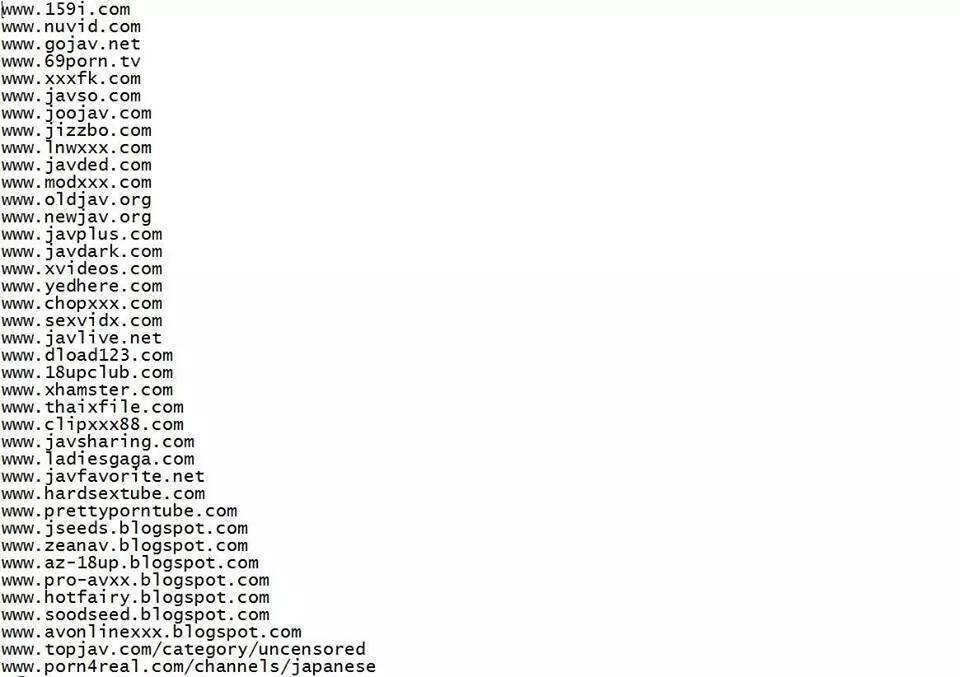 www.159i.com
www.nuvid.com
www.gojav.net
www.69porn.tv
www.xxxfk.com
www.javso.com
www.joojav.com
www.jizzbo.com
www.lnwxxx.com
www.javded.com
www.modxxx.com
www.oldjav.org
www.newjav.org
www.javplus.com
www.javdark.com
www.xvideos.com
www.yedhere.com
www.chopxxx.com
www.sexvidx.com
www.javlive.net
www.dload123.com
www.18upclub.com
www.xhamster.com
www.thaixfile.com
www.clipxxx88.com
www.javsharing.com
www.ladiesgaga.com
www.javfavorite.net
www.hardsextube.com
www.prettyporntube.com
www.jseeds.blogspot.com
www.zeanav.blogspot.com
www.az-18up.blogspot.com
www.pro-avxx.blogspot.com
www.hotfairy.blogspot.com
www.soodseed.blogspot.com
www.avonlinexxx.blogspot.com
www.topjav.com/category/uncensored
www.porn4real.com/channels/japanese